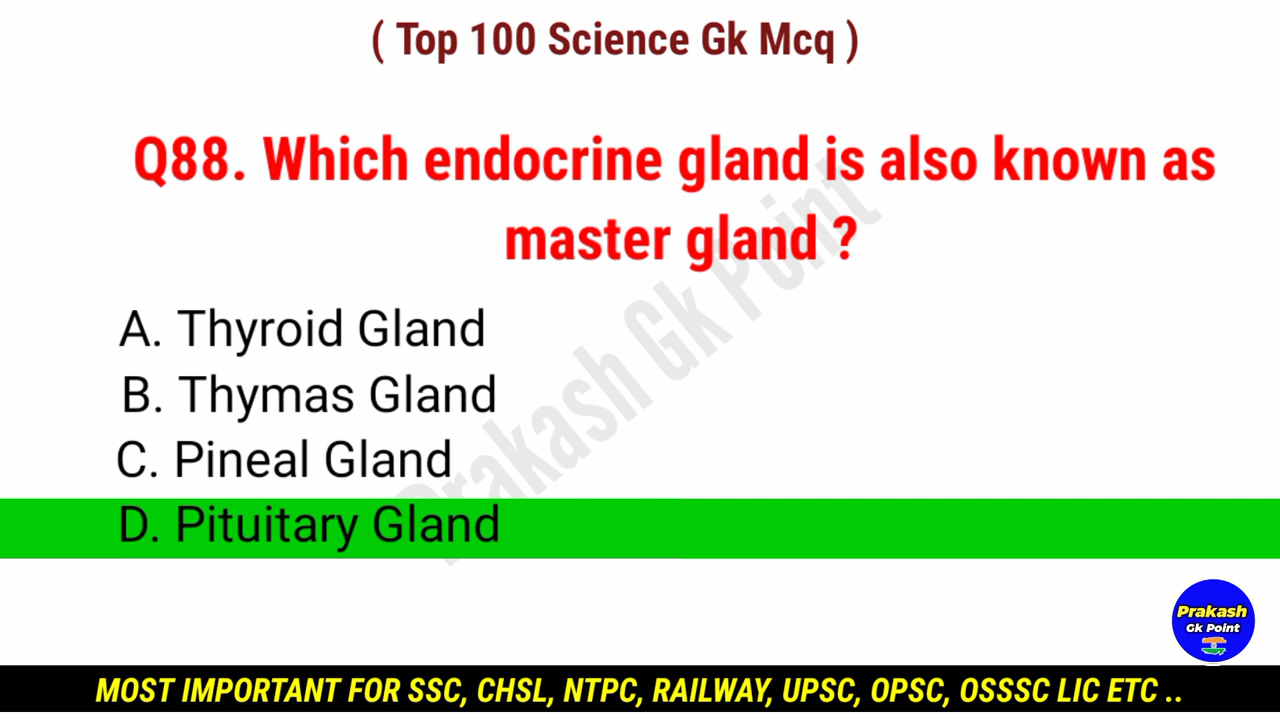 ( Top 100 Science Gk Mcq )
Q88. Which endocrine gland is also known as
master gland ?
A. Thyroid Gland
B. Thymas Gland
C. Pineal Gland
D. Pituitary Gland
Prakash Gk Point
Prakash
Gk Point
MOST IMPORTANT FOR SSC, CHSL, NTPC, RAILWAY, UPSC, OPSC, OSSSC LIC ETC ..